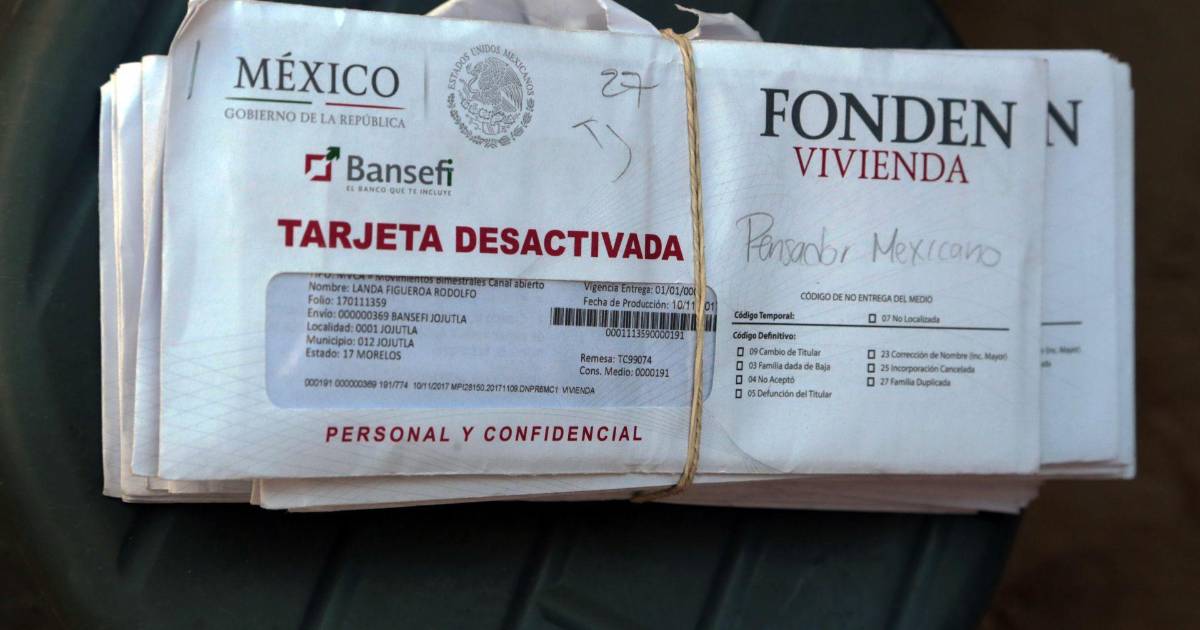 MÉXICO
GOBIERNO DE LA REPÚBLICA
ESTADOS UNIDOS MEXICANOS
27
Bansefi
EL BANCO QUE TE INCLUYE
TARJETA DESACTIVADA
Movimientos Bimestrales Canal abierto
Nombre: LANDA FIGUEROA RODOLFO
Folio: 170111359
Envío: 000000369 BANSEFI JOJUTLA
Localidad: 0001 JOJUTLA
Municipio: 012 JOJUTLA
Estado: 17 MORELOS
Vigencia Entrega: 01/01/000
Fecha de Producción: 10/11
0001113590000191
Remesa: TC99074
Cons. Medio: 0000191
000191 000000369 191/774 10/11/2017 MPI28150.20171109.DNPR6MC1 VIVIENDA
PERSONAL Y CONFIDENCIAL
FONDEN
VIVIENDA
Pensador Mexicano
CÓDIGO DE NO ENTREGA DEL MEDIO
Código Temporal: 07 No Localizada
Código Definitivo:
09 Cambio de Titular
03 Familia dada de Baja
04 No Aceptó
05 Defunción del Titular
23 Corrección de Nombre (inc. Mayor)
25 Incorporación Cancelada
27 Familia Duplicada
N